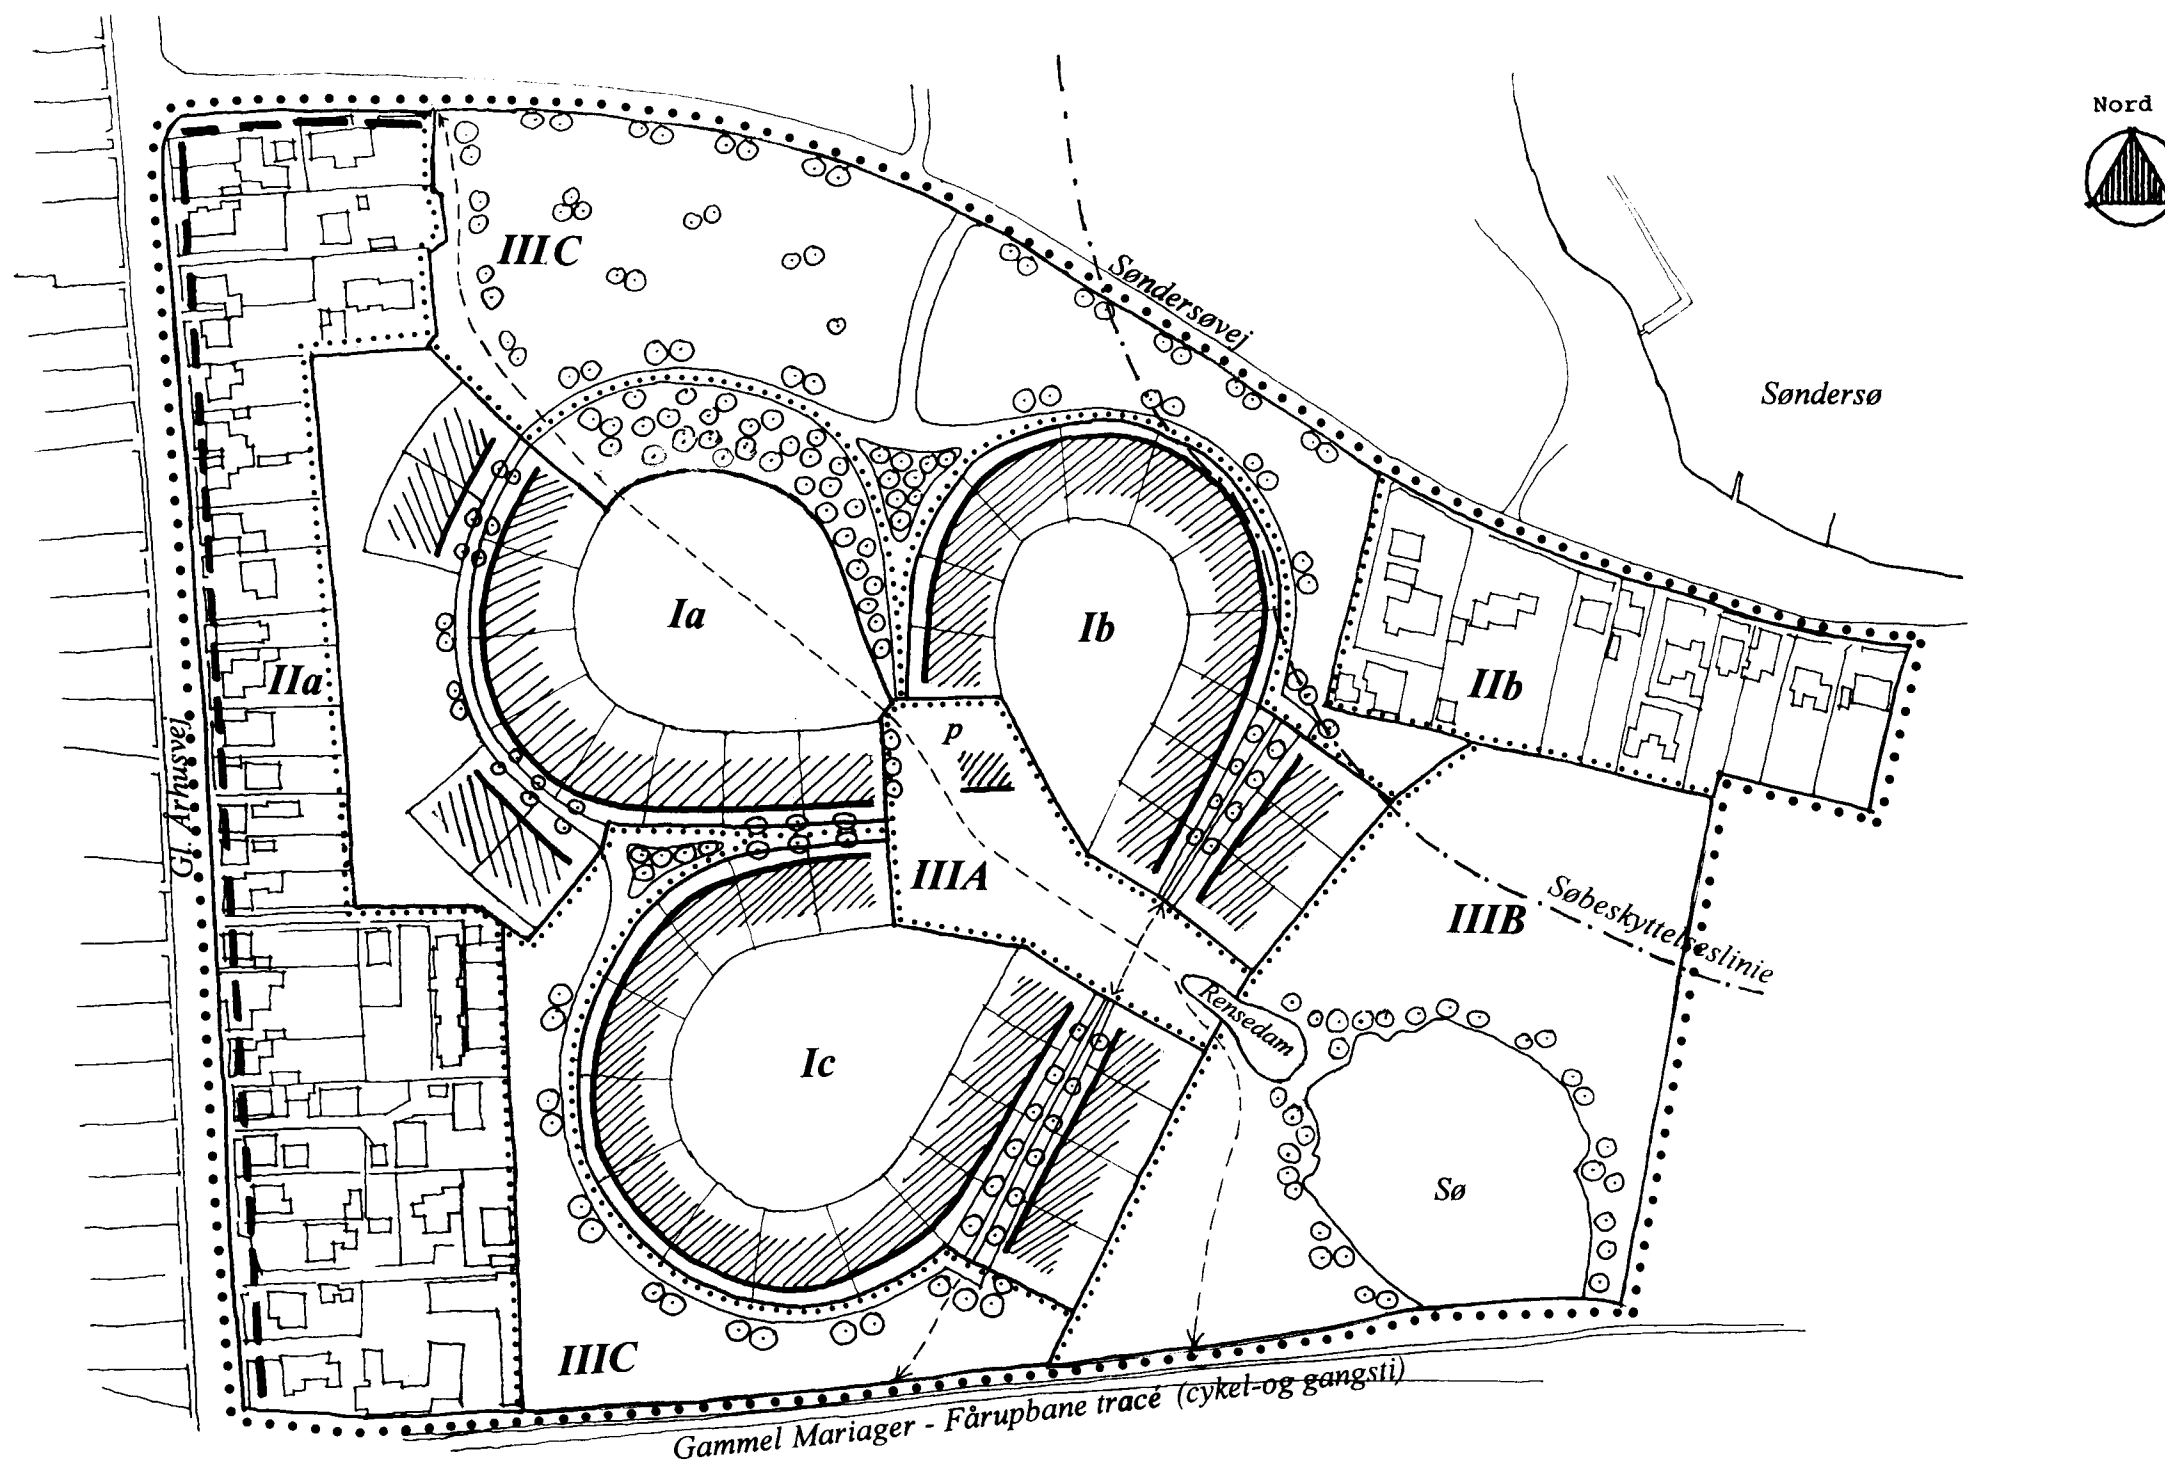 Nord
IIIC
Søndersøvej
Søndersø
Ia
Ib
IIa
IIb
p
Gl. Århusvej
IIIA
IIIB
Søbeskyttelseslinie
Rensedam
Ic
Sø
IIIC
Gammel Mariager - Fårupbane tracé (cykel-og gangsti)